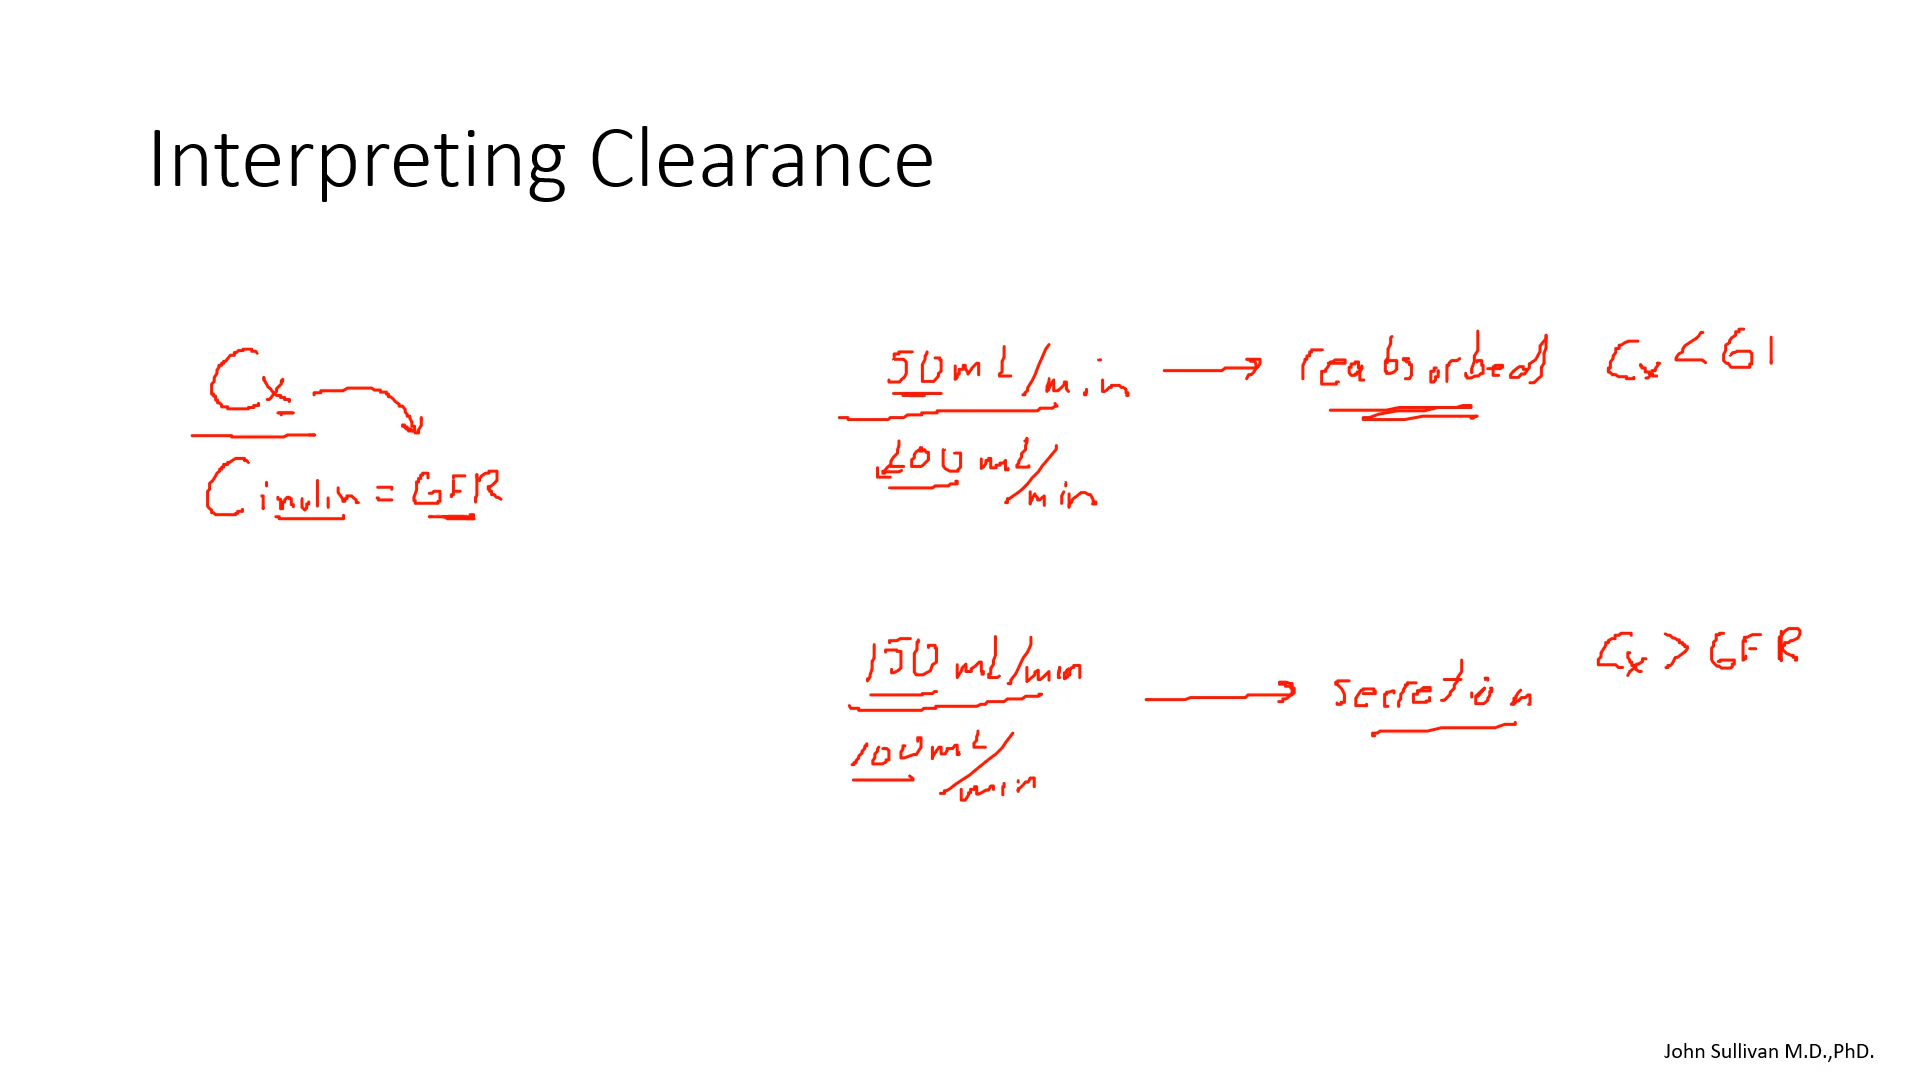 Interpreting Clearance
Cx
Cinulin = GFR
50 mL/min → reabsorbed Cx < G
100 mL/min
150 mL/min → secretion Cx > GFR
100 mL/min
John Sullivan M.D.,PhD.